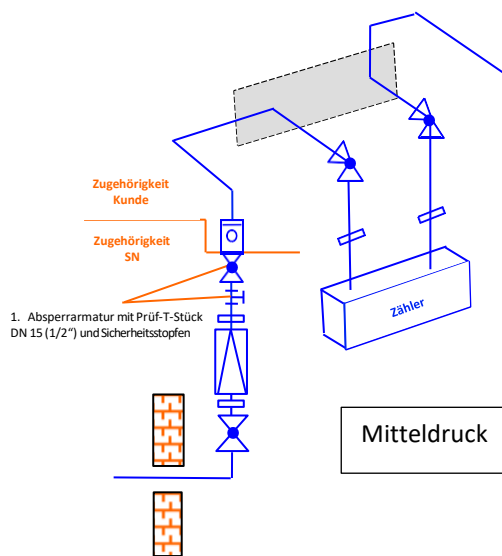 Zugehörigkeit
Kunde
Zugehörigkeit
SN
1. Absperrarmatur mit Prüf-T-Stück
DN 15 (1/2“) und Sicherheitsstopfen
Zähler
Mitteldruck